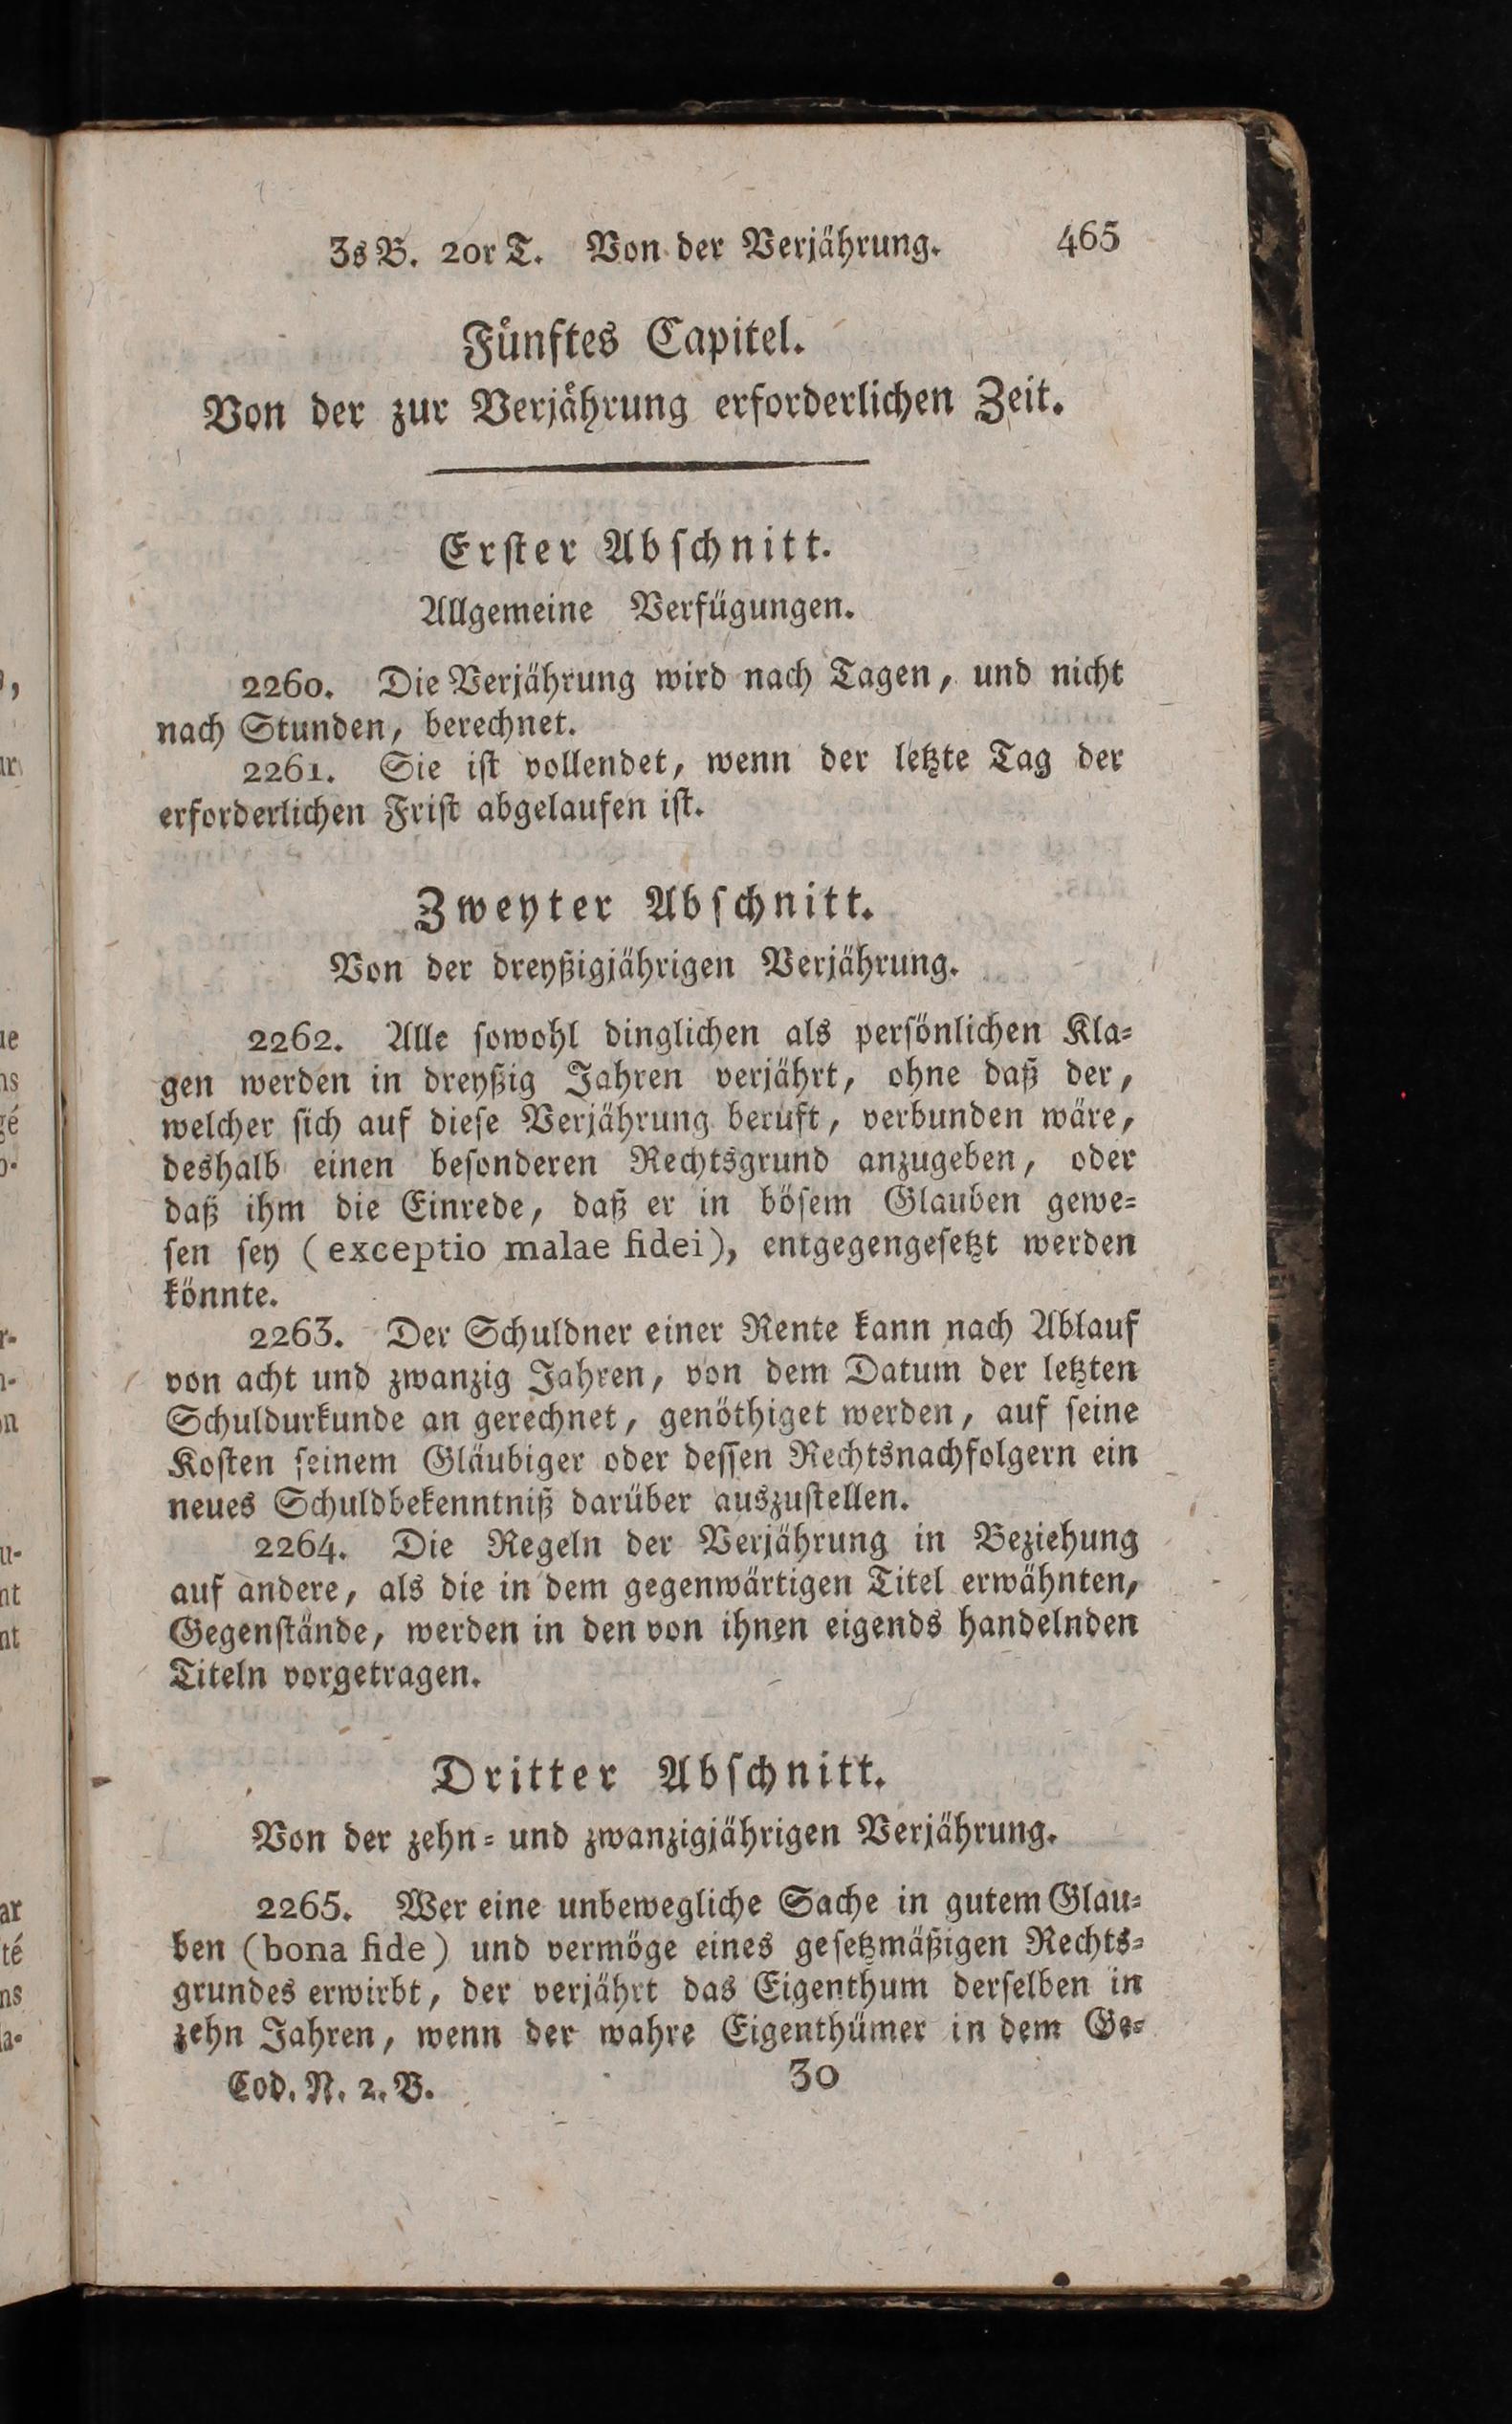 3s B. 20r T. Von der Verjährung. 465
Fünftes Capitel.
Von der zur Verjährung erforderlichen Zeit.
Erster Abschnitt.
Allgemeine Verfügungen.
2260. Die Verjährung wird nach Tagen, und nicht
nach Stunden, berechnet.
2261. Sie ist vollendet, wenn der letzte Tag der
erforderlichen Frist abgelaufen ist.
Zweyter Abschnitt.
Von der dreyßigjährigen Verjährung.
2262. Alle sowohl dinglichen als persönlichen Kla-
gen werden in dreyßig Jahren verjährt, ohne daß der,
welcher sich auf diese Verjährung beruft, verbunden wäre,
deshalb einen besonderen Rechtsgrund anzugeben, oder
daß ihm die Einrede, daß er in bösem Glauben gewe-
sen sey (exceptio malae fidei), entgegengesetzt werden
könnte.
2263. Der Schuldner einer Rente kann nach Ablauf
von acht und zwanzig Jahren, von dem Datum der letzten
Schuldurkunde an gerechnet, genöthiget werden, auf seine
Kosten seinem Gläubiger oder dessen Rechtsnachfolgern ein
neues Schuldbekenntniß darüber auszustellen.
2264. Die Regeln der Verjährung in Beziehung
auf andere, als die in dem gegenwärtigen Titel erwähnten,
Gegenstände, werden in den von ihnen eigends handelnden
Titeln vorgetragen.
Dritter Abschnitt.
Von der zehn- und zwanzigjährigen Verjährung.
2265. Wer eine unbewegliche Sache in gutem Glau-
ben (bona fide) und vermöge eines gesetzmäßigen Rechts-
grundes erwirbt, der verjährt das Eigenthum derselben in
zehn Jahren, wenn der wahre Eigenthümer in dem Ge-
Cod. N. 2. B. 30